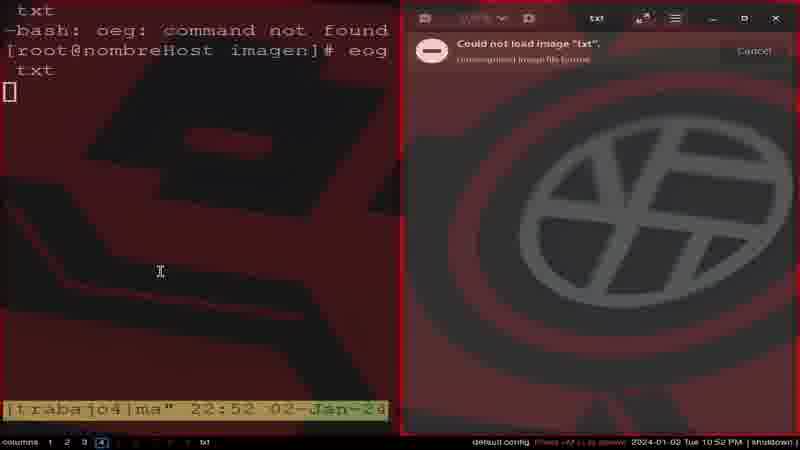 txt
-bash: oeg: command not found
[root@nombreHost imagen]# eog
txt
|trabajo4|ma" 22:52 02-Jan-24
txt
Could not load image "txt".
Unrecognized image file format
Cancel
columns 1 2 3 4 txt
default config
2024-01-02 Tue 10:52 PM | shutdown |